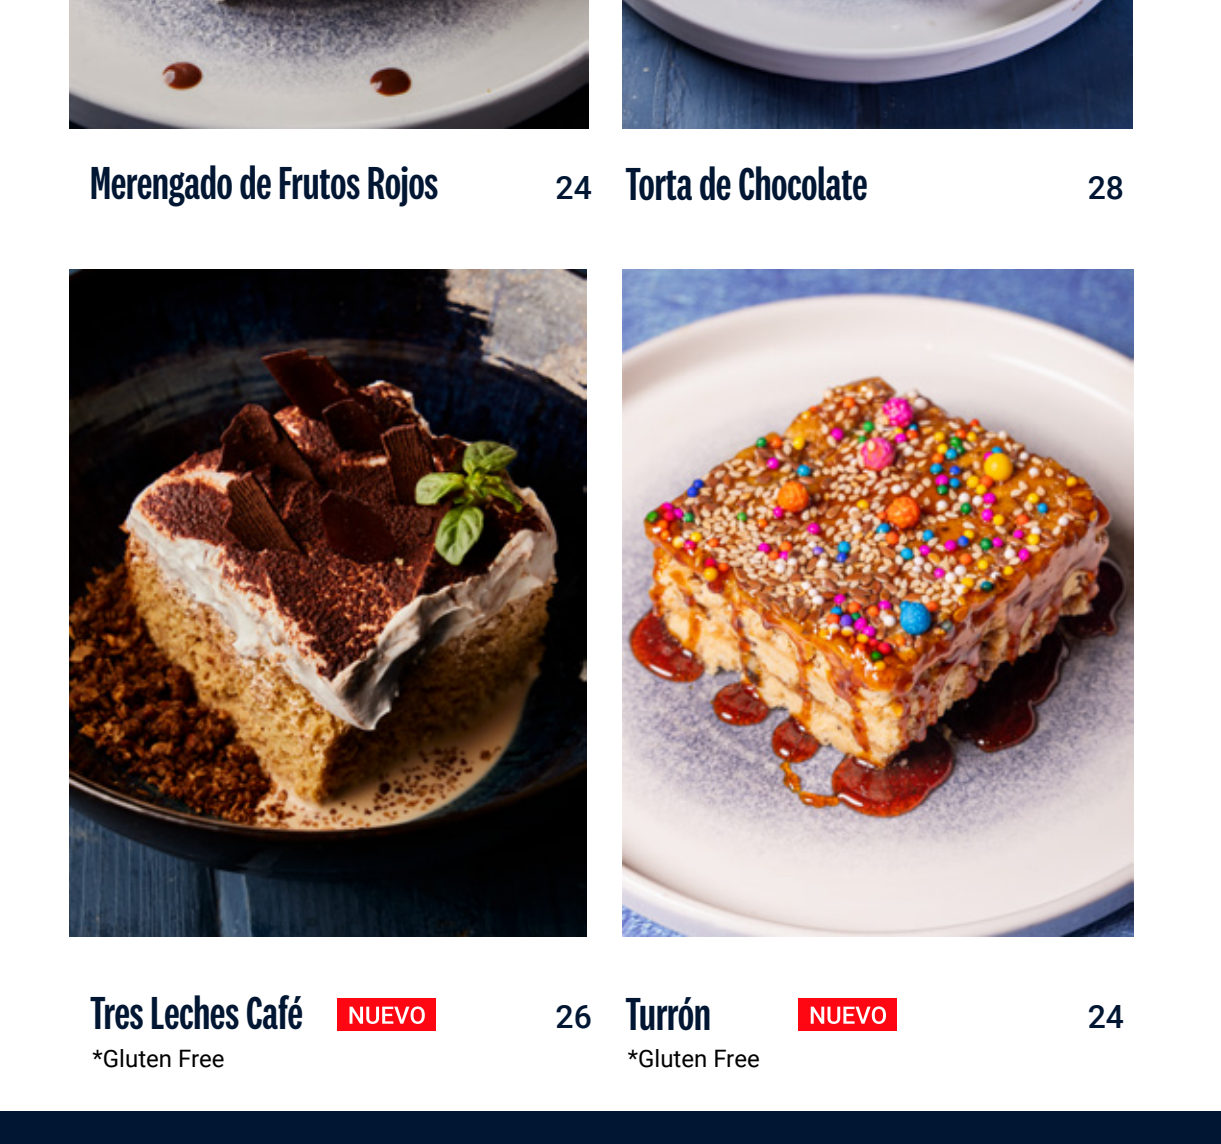 Merengado de Frutos Rojos 24
Torta de Chocolate 28
Tres Leches Café NUEVO 26
*Gluten Free
Turrón NUEVO 24
*Gluten Free